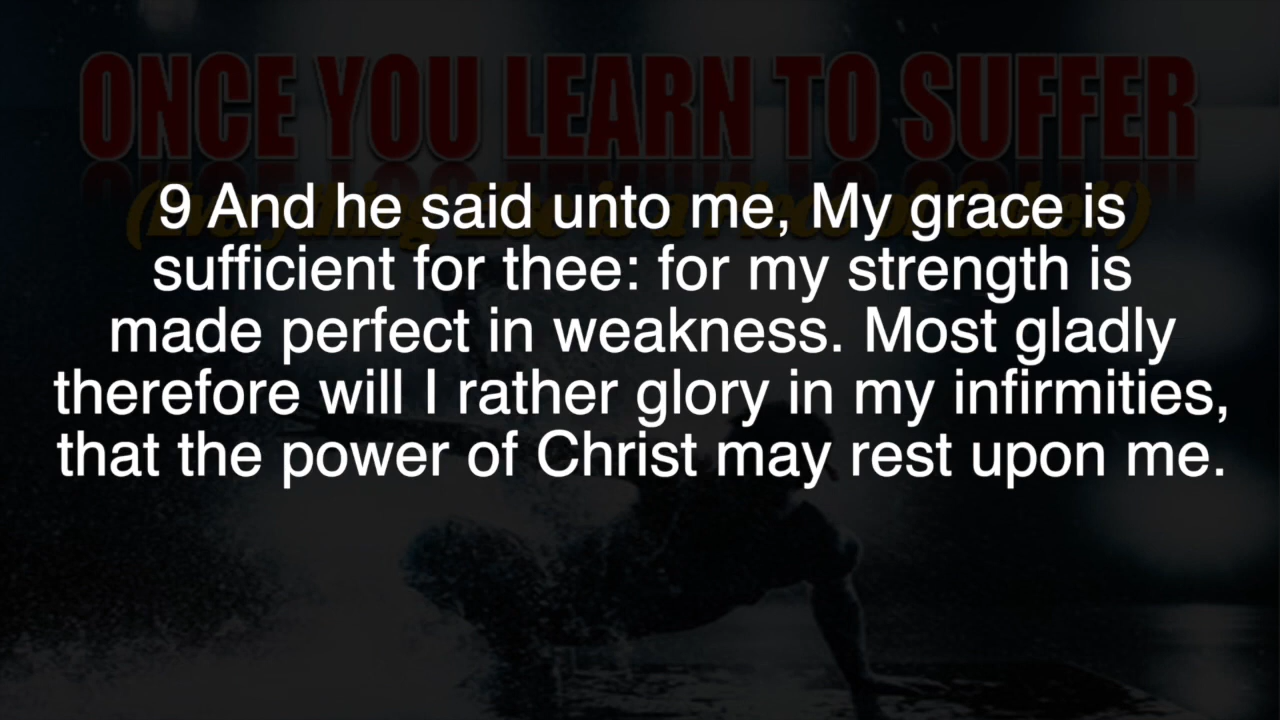 ONCE YOU LEARN TO SUFFER
9 And he said unto me, My grace is
sufficient for thee: for my strength is
made perfect in weakness. Most gladly
therefore will I rather glory in my infirmities,
that the power of Christ may rest upon me.